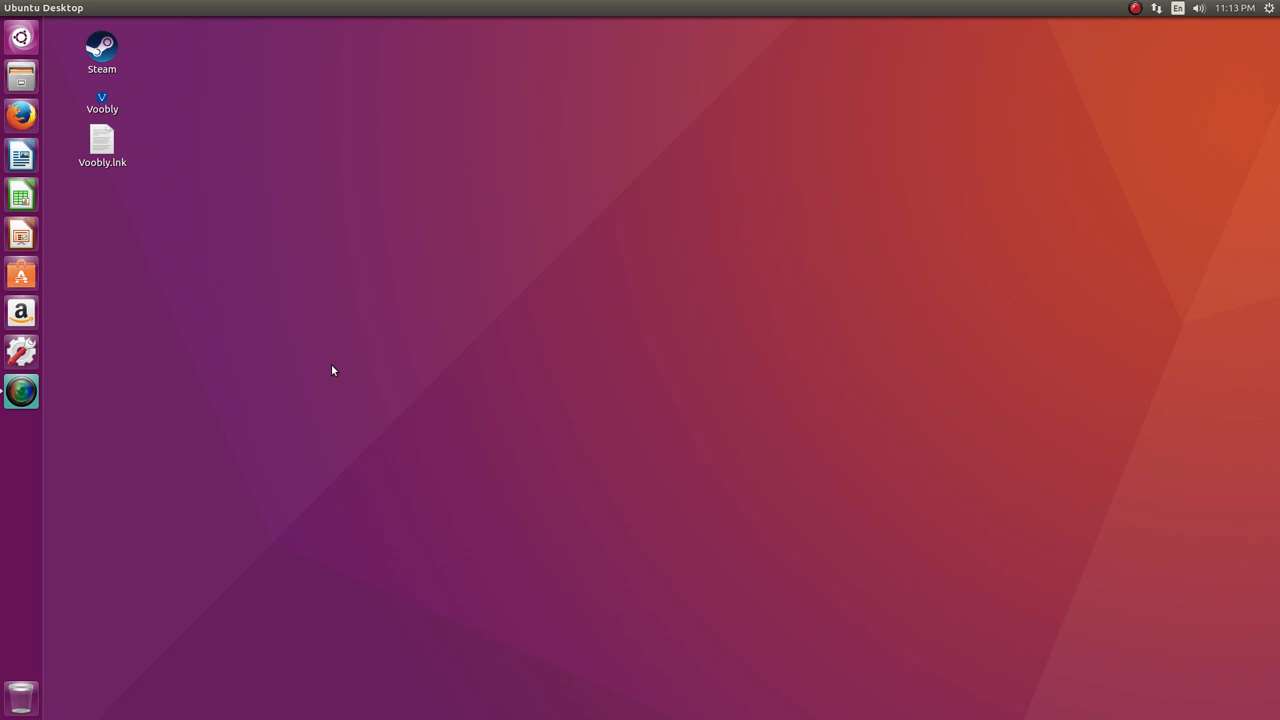 Ubuntu Desktop
En
11:13 PM
Steam
V
Voobly
Voobly.lnk
a